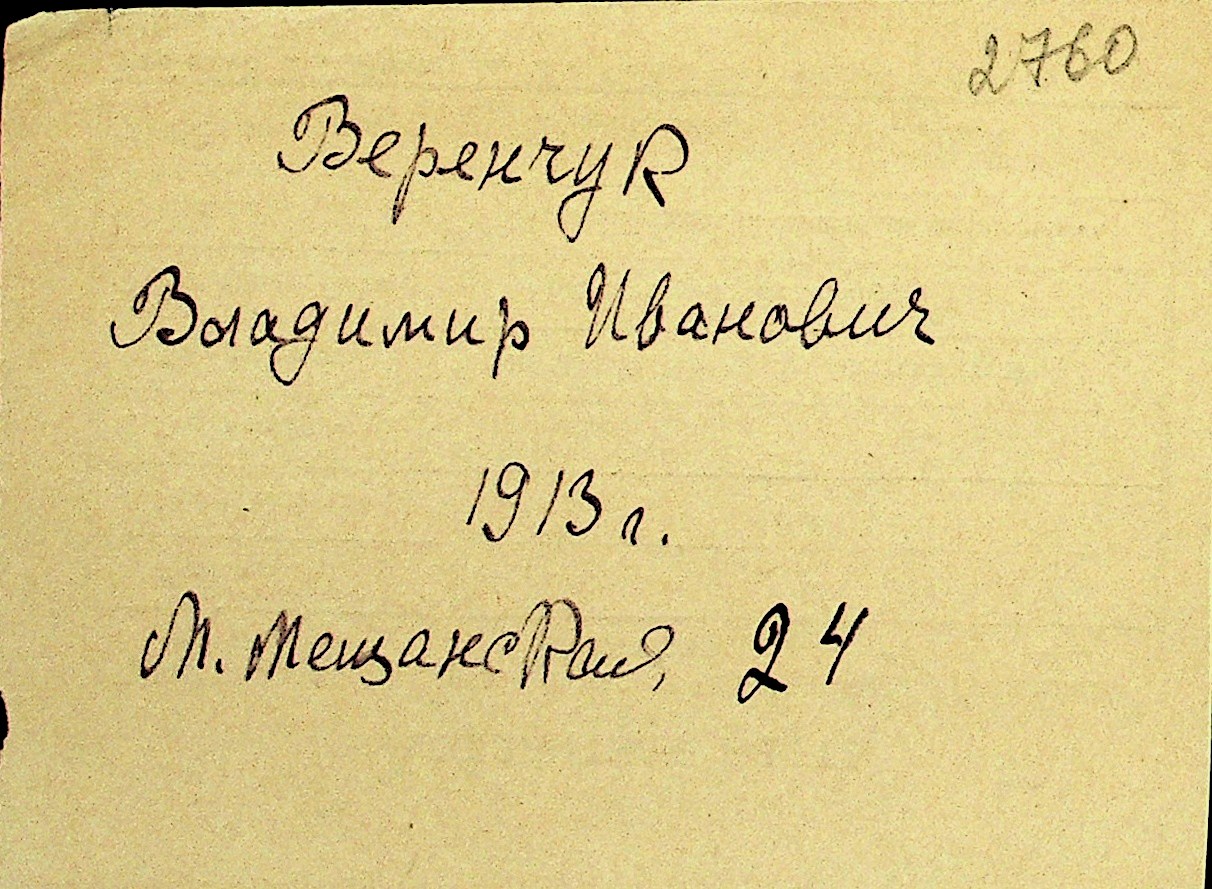 2760
Веренчук
Владимир Иванович
1913 г.
М. Мещанская, 24